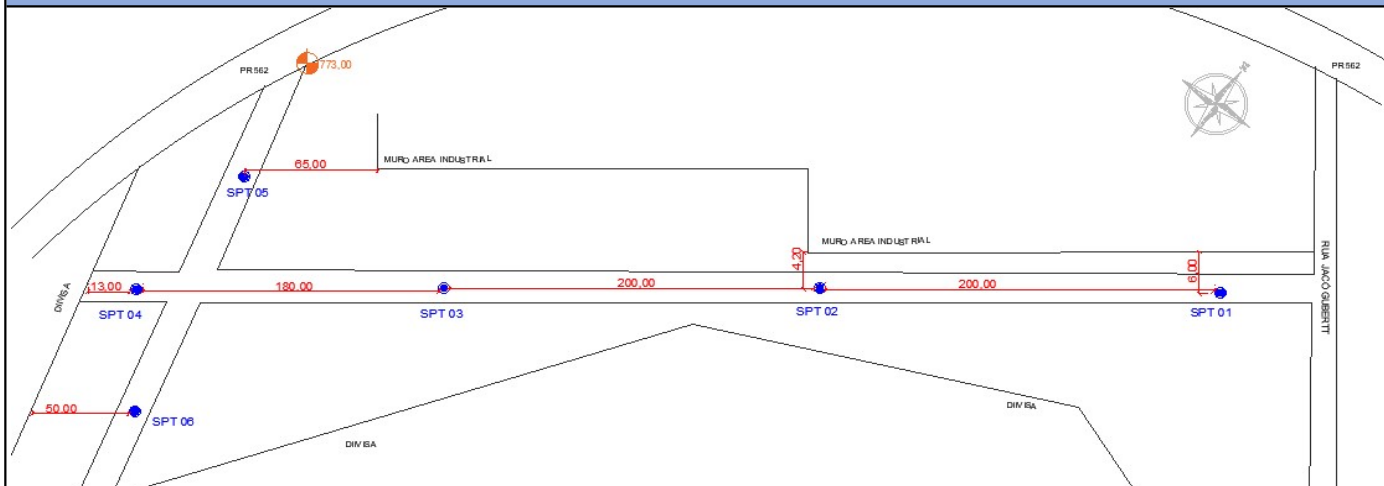 PR562
773,00
N
PR562
MURO AREA INDUSTRIAL
65,00
SPT 05
MURO AREA INDUSTRIAL
4,20
6,00
RUA JACÓ GUBERTT
DIVISA
13,00
180.00
200,00
200,00
SPT 04
SPT 03
SPT 02
SPT 01
50.00
SPT 06
DIVISA
DIVISA